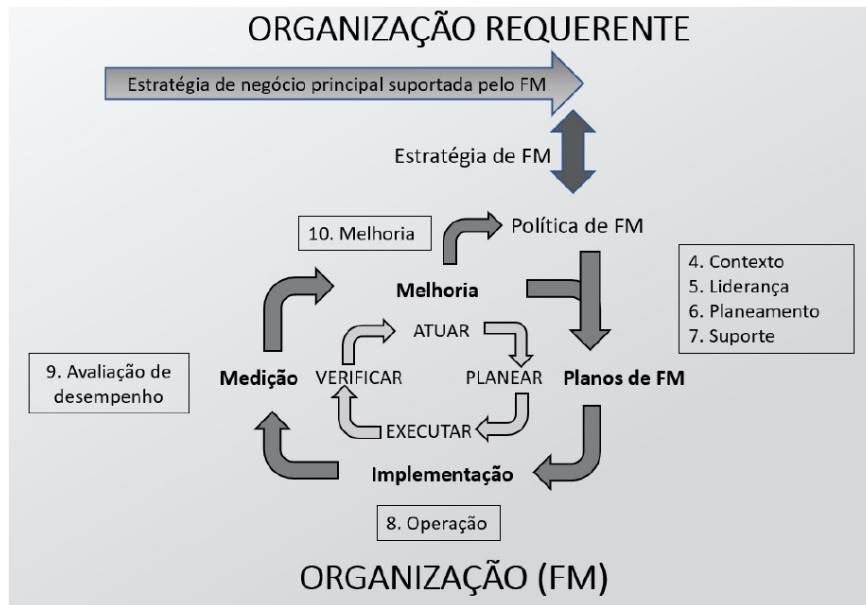 ORGANIZAÇÃO REQUERENTE
Estratégia de negócio principal suportada pelo FM
Estratégia de FM
10. Melhoria
Política de FM
4. Contexto
5. Liderança
6. Planeamento
7. Suporte
Melhoria
ATUAR
9. Avaliação de
desempenho
Medição
VERIFICAR
PLANEAR
Planos de FM
EXECUTAR
Implementação
8. Operação
ORGANIZAÇÃO (FM)